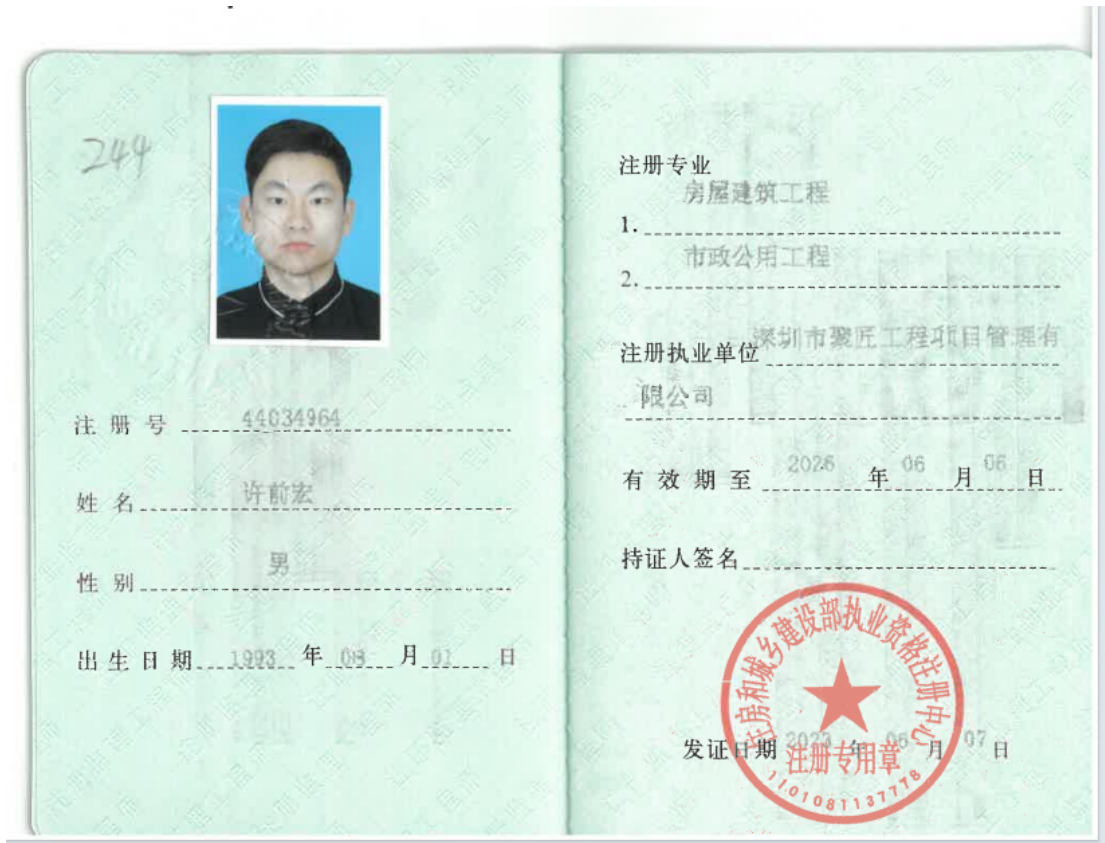 244
注册号 44034964
姓名 许前宏
性别 男
出生日期 1993 年 08 月 01 日
注册专业
房屋建筑工程
1.
市政公用工程
2.
注册执业单位 深圳市聚匠工程项目管理有
限公司
有效期至 2026 年 06 月 06 日
持证人签名
住房和城乡建设部执业资格注册中心
发证日期 2023 年 06 月 07 日
注册专用章
1101081137778